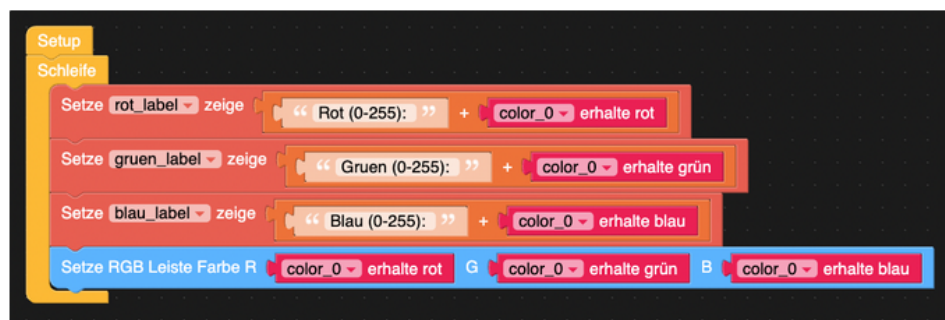 Setup
Schleife
Setze rot_label zeige “ Rot (0-255): ” + color_0 erhalte rot
Setze gruen_label zeige “ Gruen (0-255): ” + color_0 erhalte grün
Setze blau_label zeige “ Blau (0-255): ” + color_0 erhalte blau
Setze RGB Leiste Farbe R color_0 erhalte rot G color_0 erhalte grün B color_0 erhalte blau